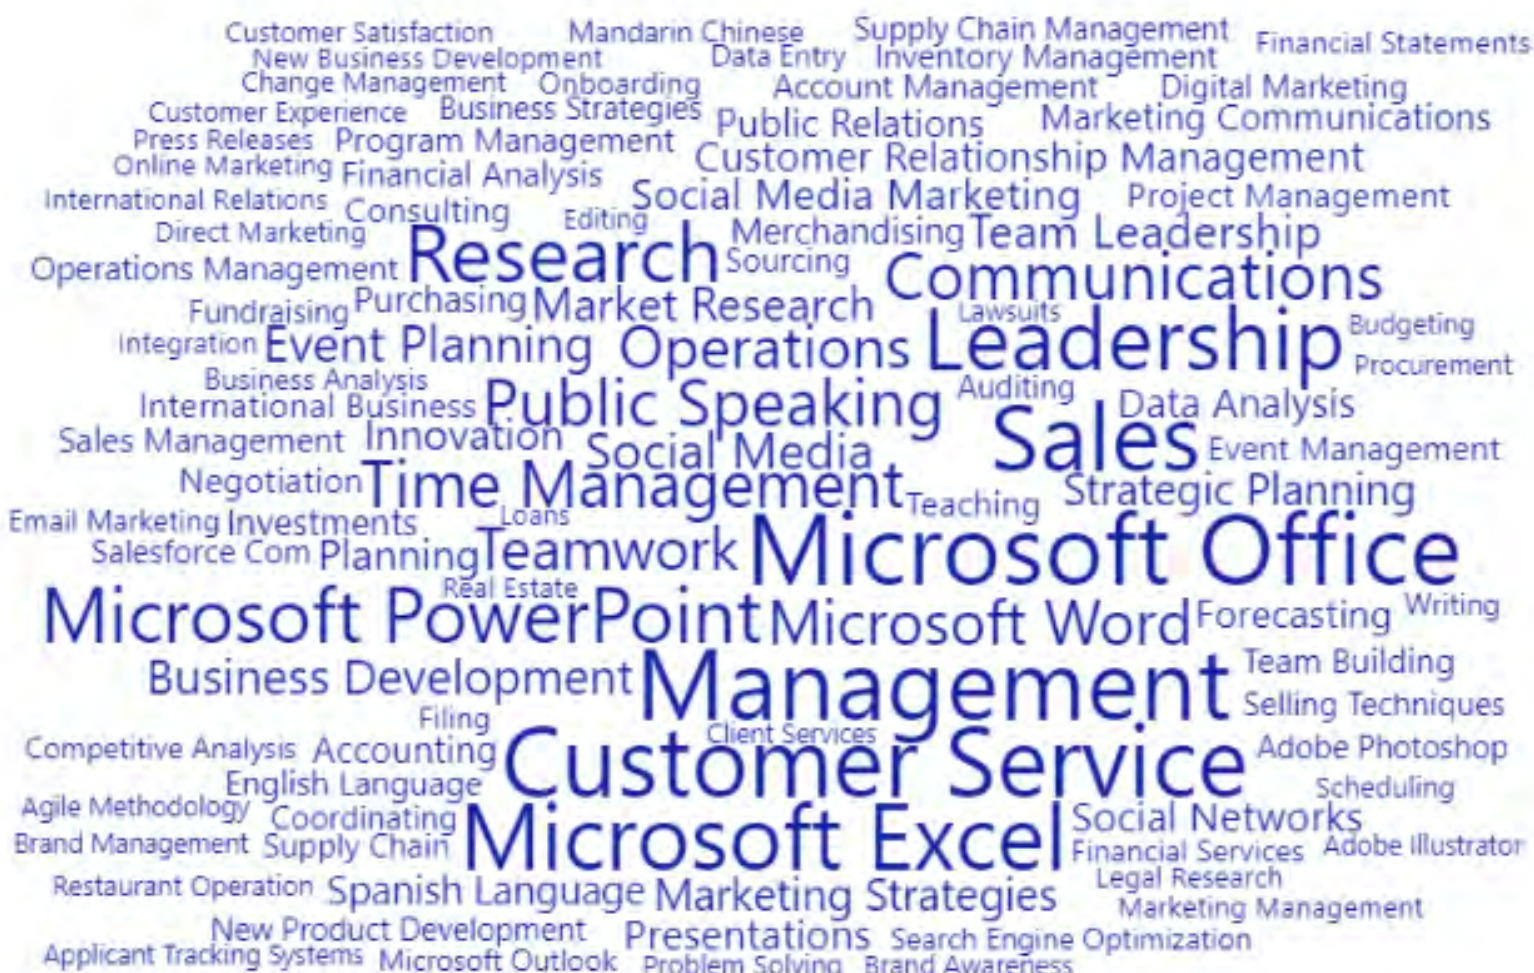 Customer Satisfaction Mandarin Chinese Supply Chain Management Financial Statements
New Business Development Data Entry Inventory Management
Change Management Onboarding Account Management Digital Marketing
Customer Experience Business Strategies Public Relations Marketing Communications
Press Releases Program Management Customer Relationship Management
Online Marketing Financial Analysis
International Relations Consulting Editing Social Media Marketing Project Management
Direct Marketing Research Merchandising Team Leadership
Operations Management Sourcing Communications
Fundraising Purchasing Market Research Lawsuits
Integration Event Planning Operations Leadership Budgeting
Procurement
Business Analysis Auditing
International Business Public Speaking Data Analysis
Sales Management Innovation Social Media Sales Event Management
Negotiation Time Management Teaching Strategic Planning
Email Marketing Investments Loans
Salesforce Com Planning Teamwork Microsoft Office
Real Estate
Microsoft PowerPoint Microsoft Word Forecasting Writing
Business Development Management Team Building
Selling Techniques
Filing Client Services
Competitive Analysis Accounting Customer Service Adobe Photoshop
English Language Scheduling
Agile Methodology Coordinating Microsoft Excel Social Networks
Brand Management Supply Chain Financial Services Adobe Illustrator
Restaurant Operation Spanish Language Marketing Strategies Legal Research
Marketing Management
New Product Development Presentations Search Engine Optimization
Applicant Tracking Systems Microsoft Outlook Problem Solving Brand Awareness